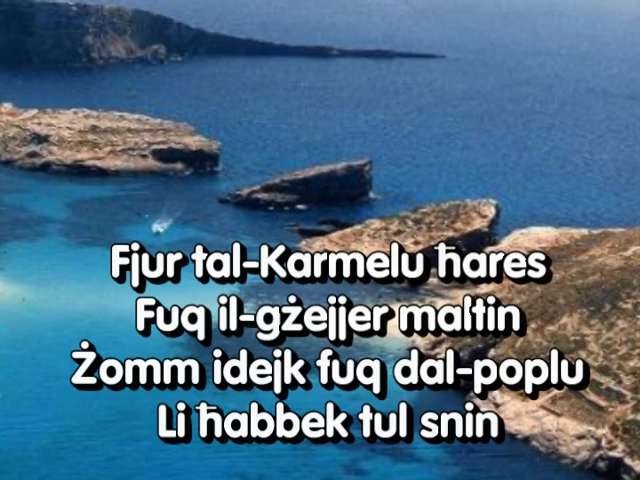 Fjur tal-Karmelu ħares
Fuq il-gżejjer maltin
Żomm idejk fuq dal-poplu
Li ħabbek tul snin